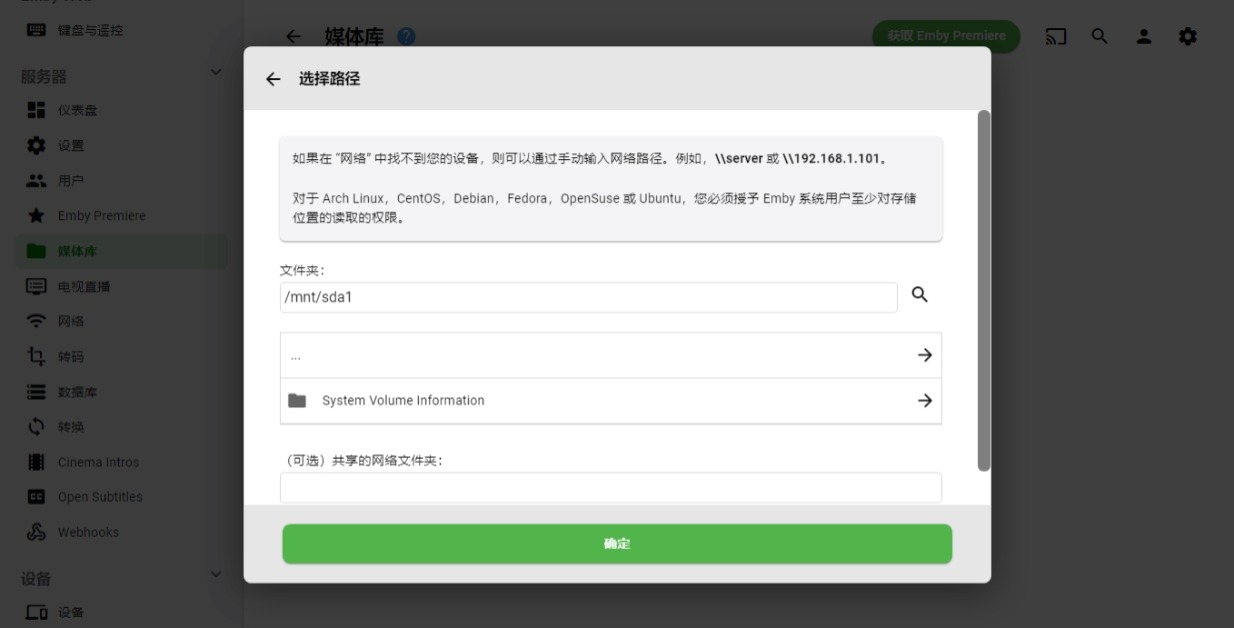 键盘与遥控
媒体库
获取 Emby Premiere
服务器
选择路径
仪表盘
设置
用户
Emby Premiere
媒体库
电视直播
网络
转码
数据库
转换
Cinema Intros
Open Subtitles
Webhooks
设备
设备
如果在 “网络” 中找不到您的设备，则可以通过手动输入网络路径。例如，\\server 或 \\192.168.1.101。
对于 Arch Linux，CentOS，Debian，Fedora，OpenSuse 或 Ubuntu，您必须授予 Emby 系统用户至少对存储
位置的读取的权限。
文件夹：
/mnt/sda1
...
System Volume Information
（可选）共享的网络文件夹：
确定